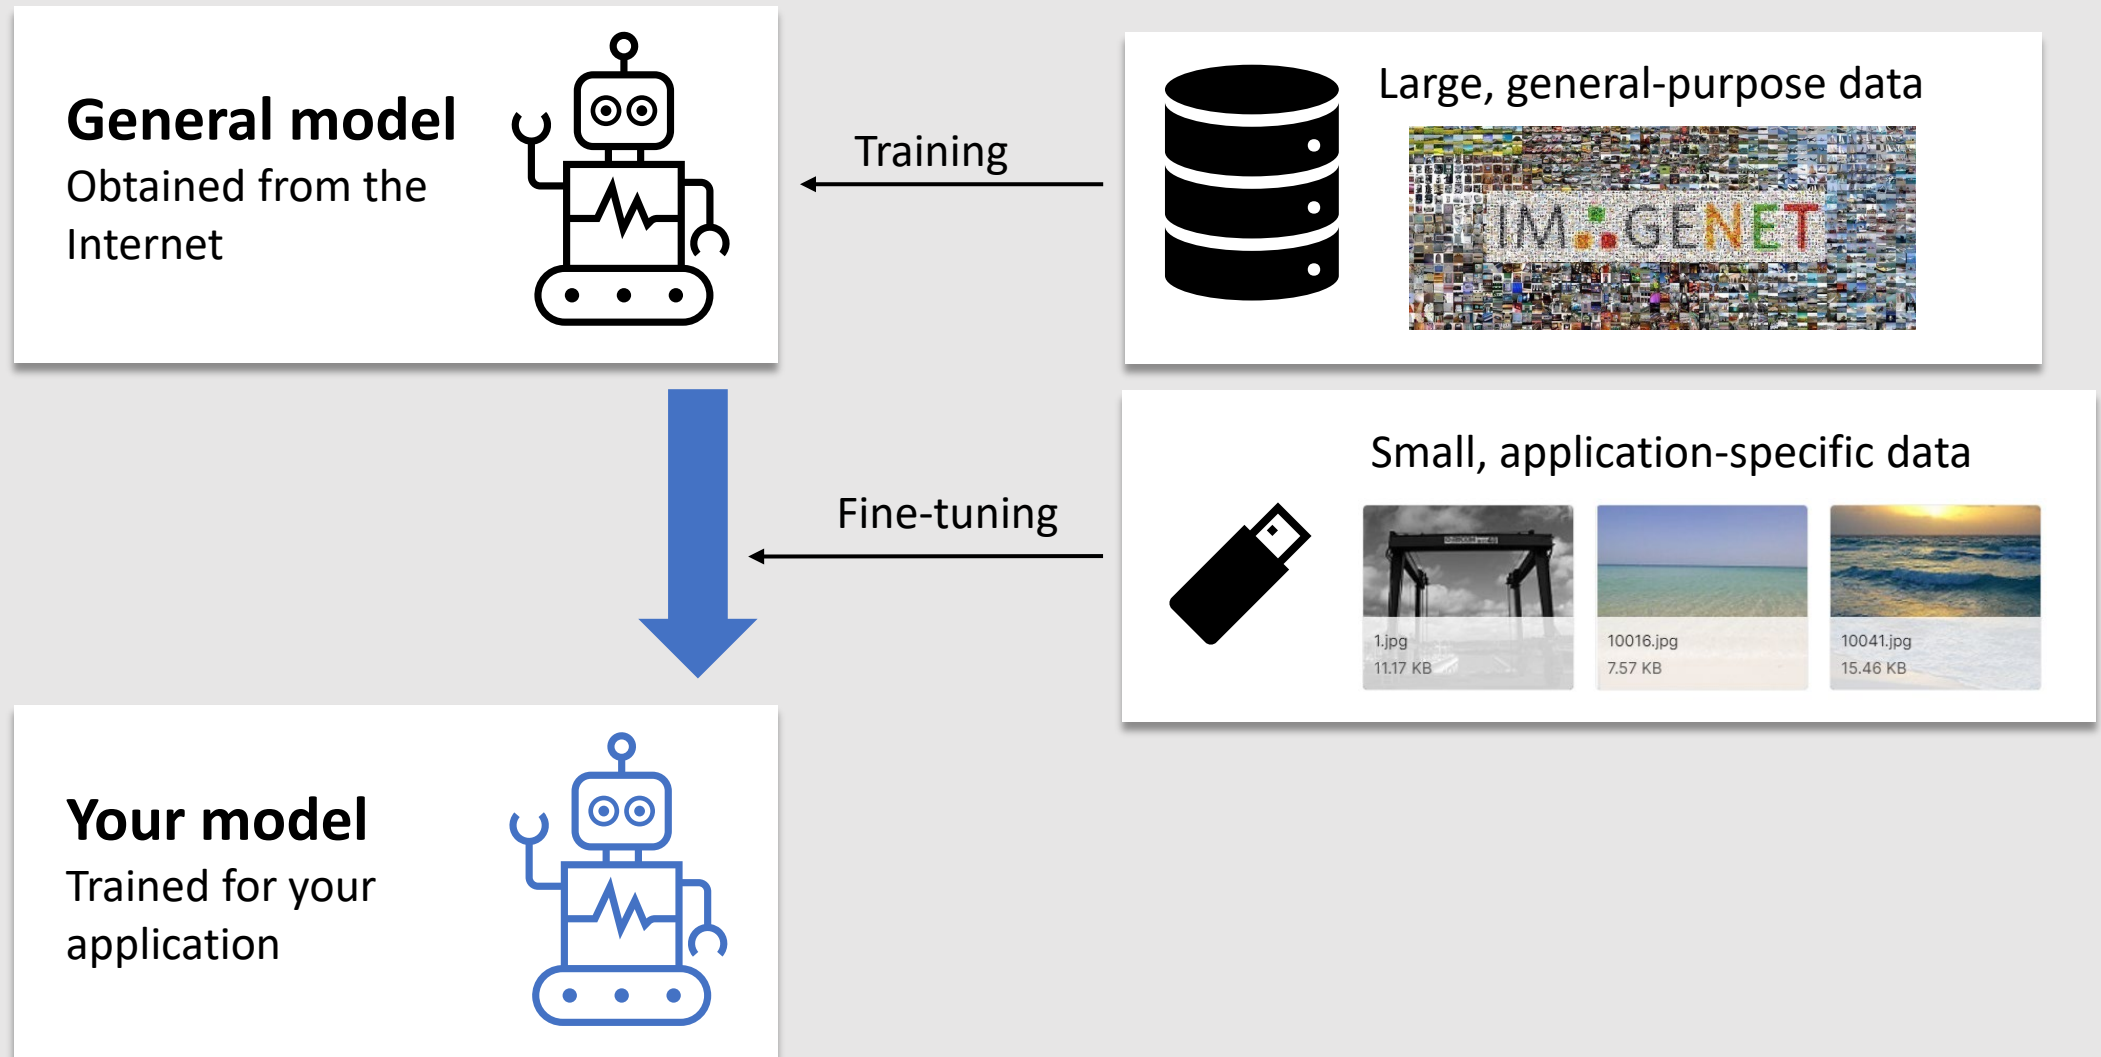 General model
Obtained from the
Internet
Training
Large, general-purpose data
IMAGENET
Fine-tuning
Small, application-specific data
1.jpg
11.17 KB
10016.jpg
7.57 KB
10041.jpg
15.46 KB
Your model
Trained for your
application